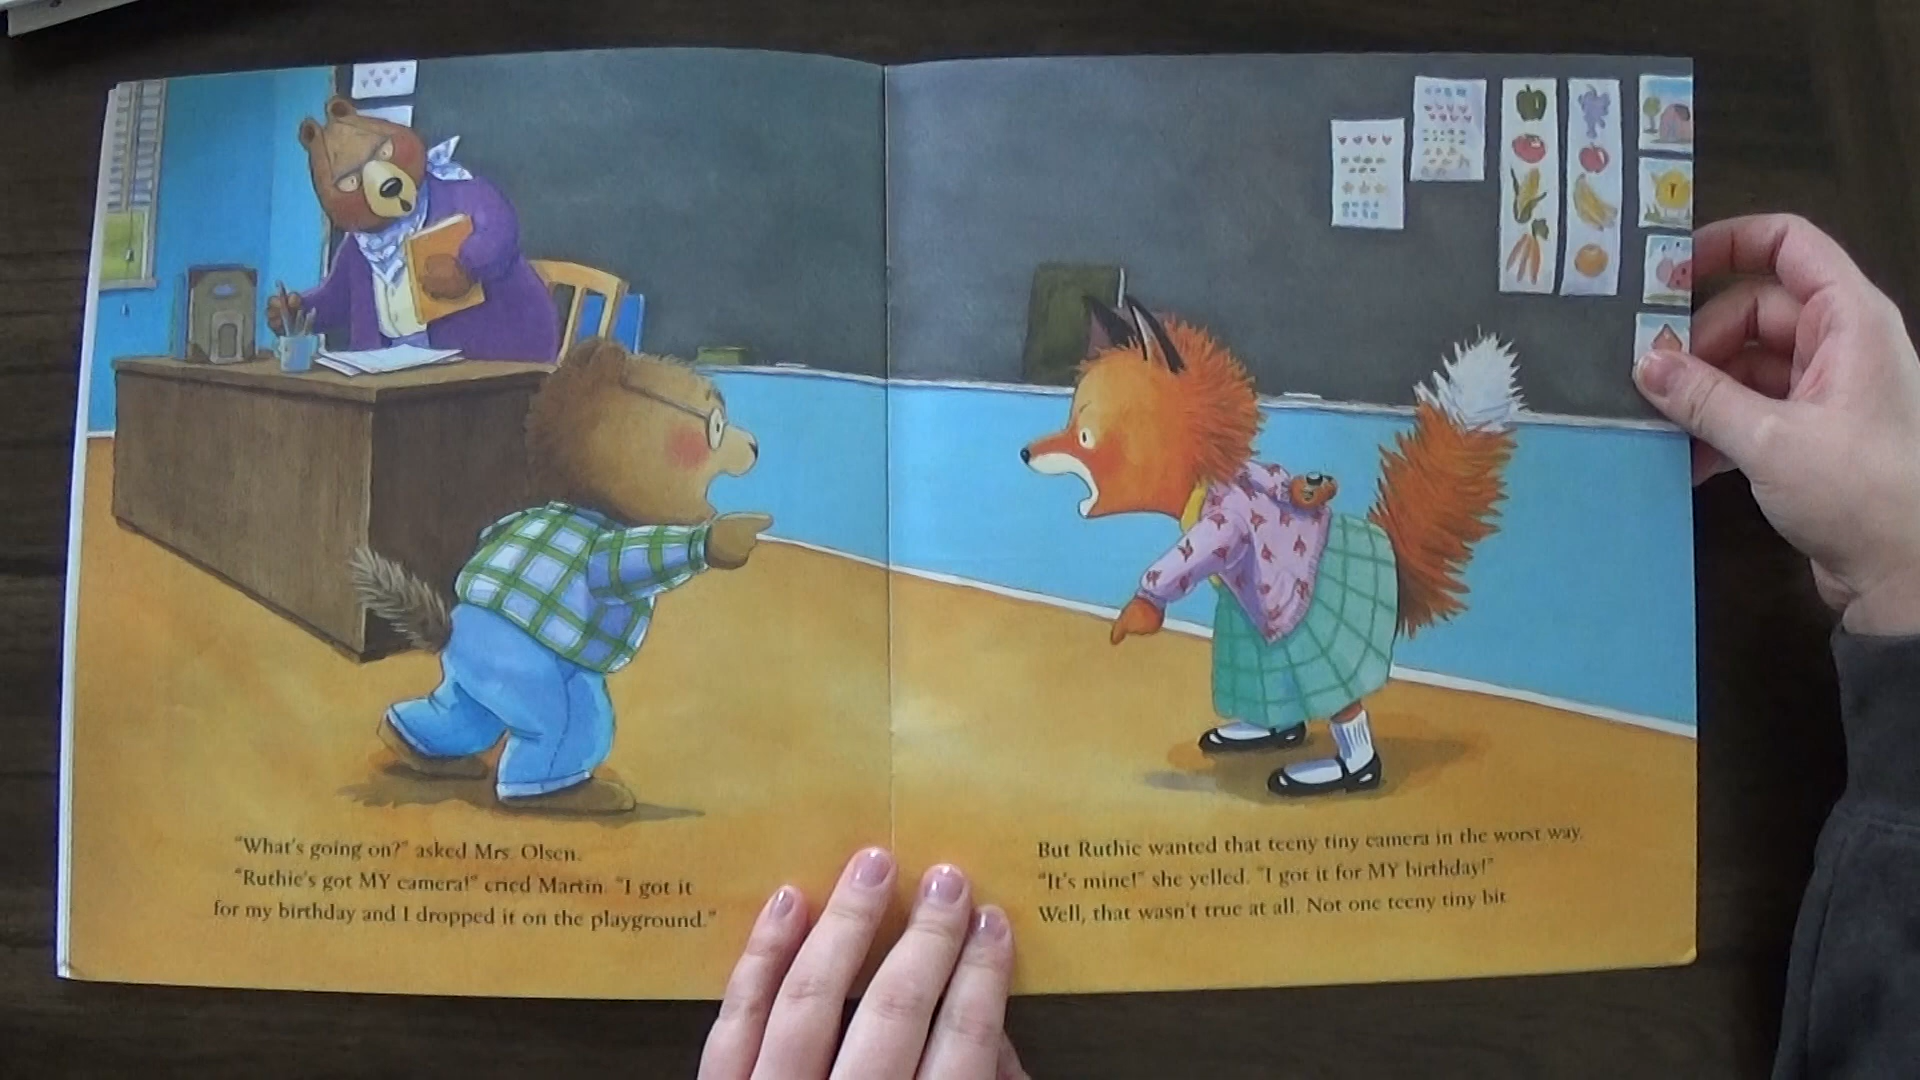 "What's going on?" asked Mrs. Olsen.
"Ruthie's got MY camera!" cried Martin. "I got it
for my birthday and I dropped it on the playground."
But Ruthie wanted that teeny tiny camera in the worst way.
"It's mine!" she yelled. "I got it for MY birthday!"
Well, that wasn't true at all. Not one teeny tiny bit.